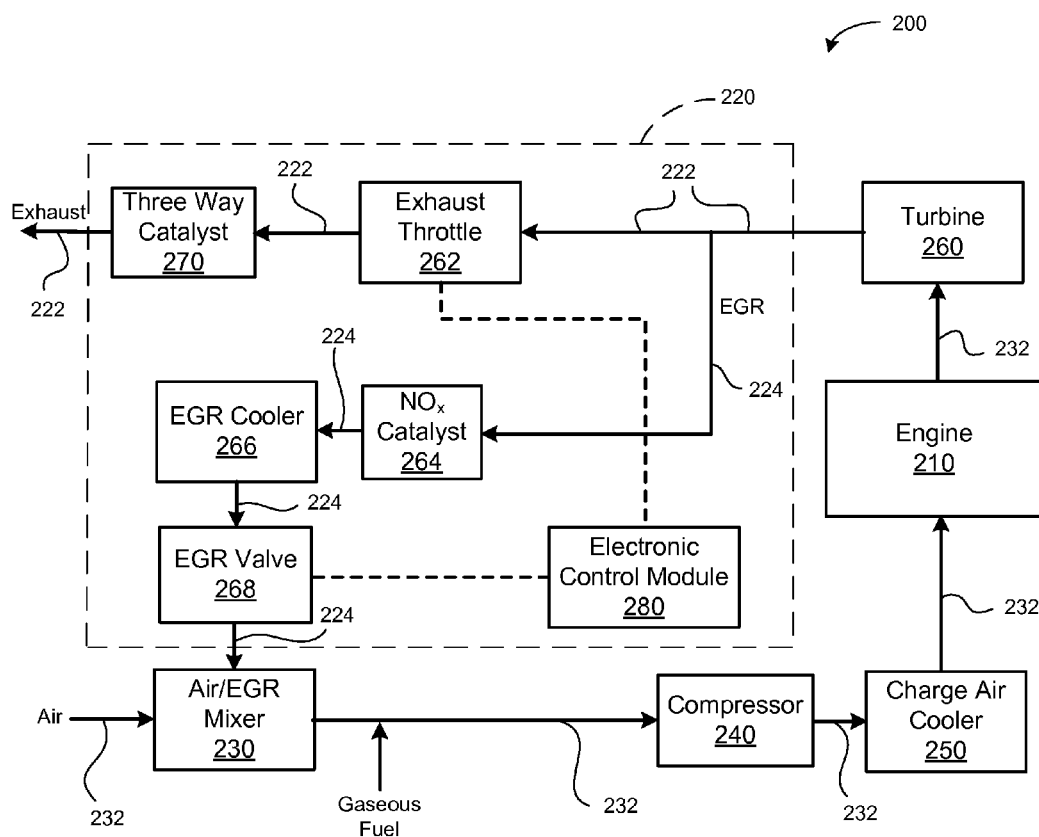 200
220
222
222
Three Way
Catalyst
270
Exhaust
Throttle
262
Turbine
260
Exhaust
222
EGR
232
224
224
EGR Cooler
266
NOx
Catalyst
264
Engine
210
224
EGR Valve
268
Electronic
Control Module
280
232
224
Air/EGR
Mixer
230
Air
232
Compressor
240
Charge Air
Cooler
250
232
232
Gaseous
Fuel